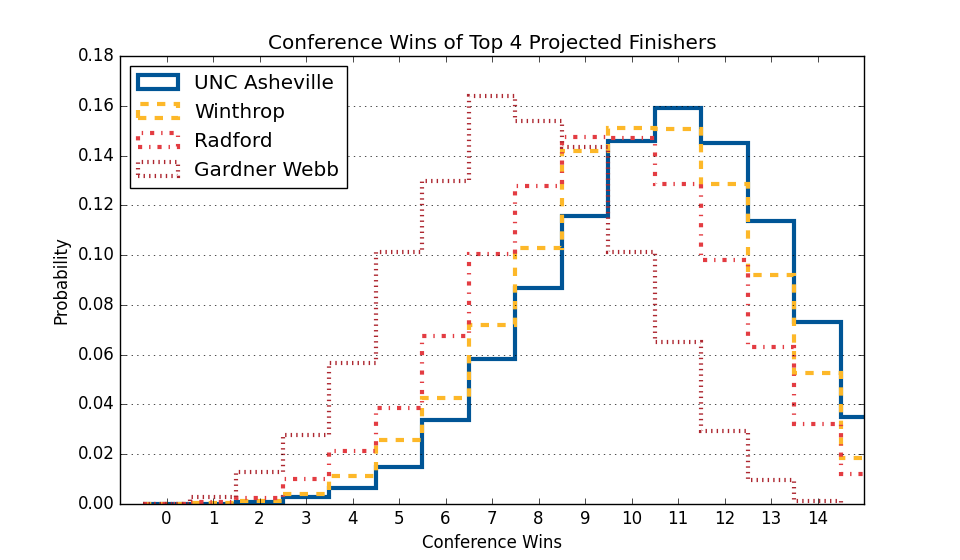 Conference Wins of Top 4 Projected Finishers
0.18
0.16
0.14
0.12
0.10
0.08
0.06
0.04
0.02
0.00
Probability
UNC Asheville
Winthrop
Radford
Gardner Webb
0 1 2 3 4 5 6 7 8 9 10 11 12 13 14
Conference Wins